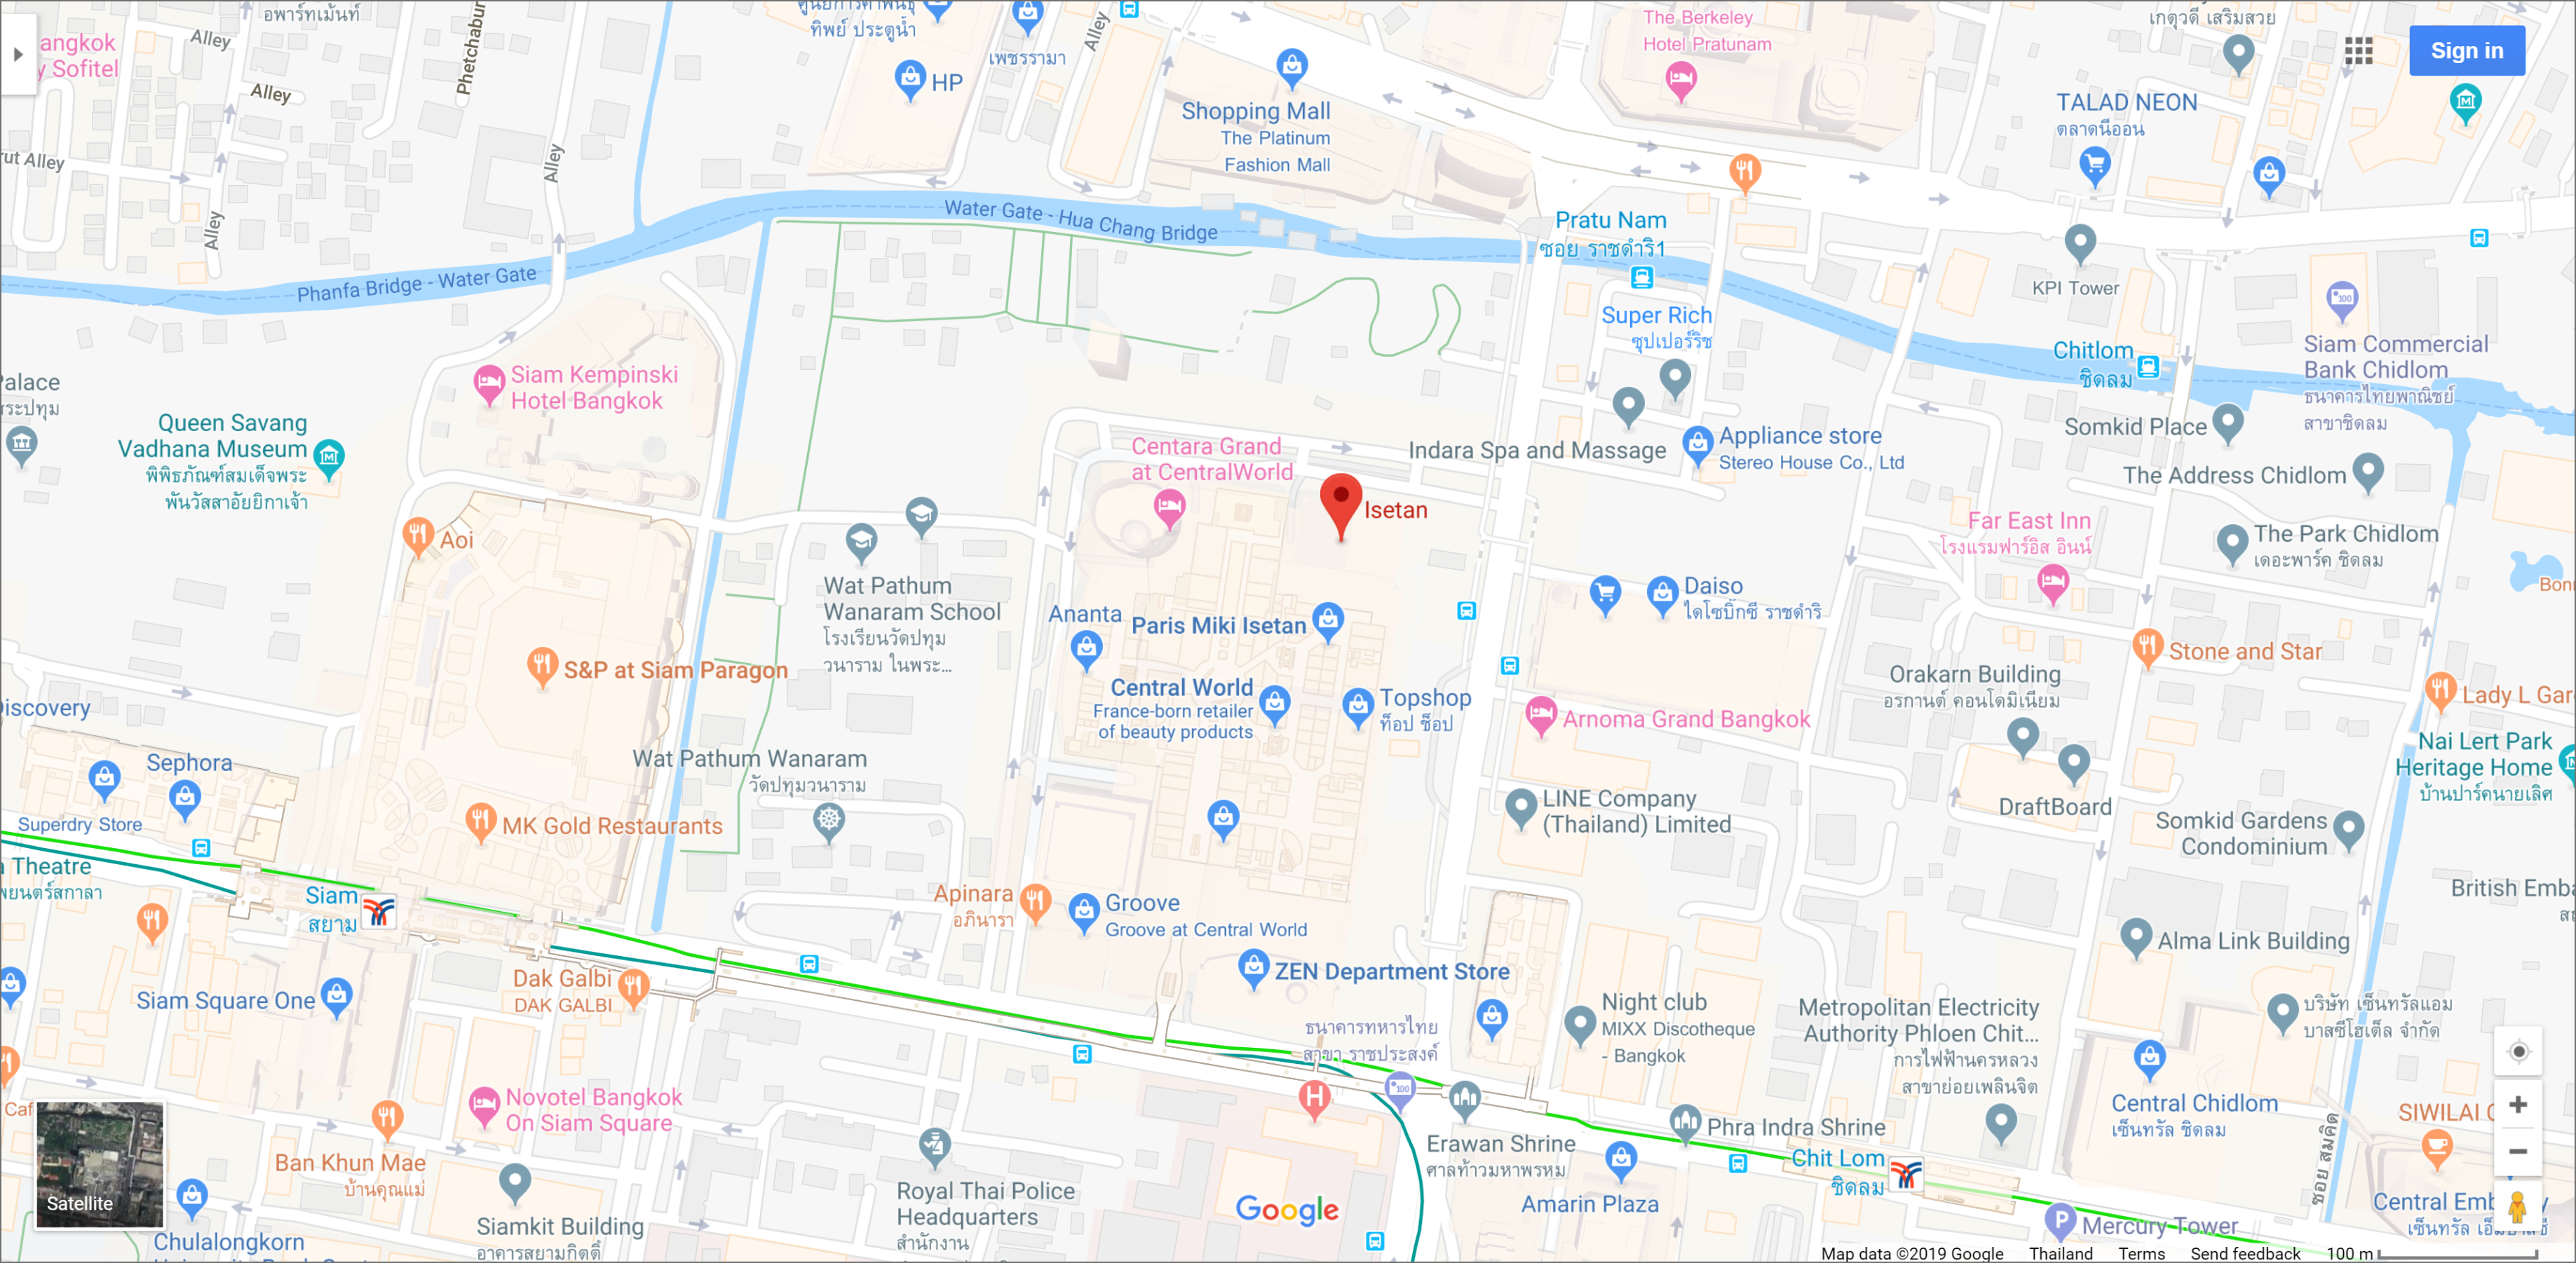 อพาร์ทเม้นท์
Alley
angkok
y Sofitel
Phetchabur
Alley
rut Alley
Alley
Alley
ทิพย์ ประตูน้ำ
เพชรรามา
Alley
HP
Shopping Mall
The Platinum
Fashion Mall
The Berkeley
Hotel Pratunam
เกตุวดี เสริมสวย
Sign in
TALAD NEON
ตลาดนีออน
Water Gate - Hua Chang Bridge
Phanfa Bridge - Water Gate
Pratu Nam
ซอย ราชดำริ1
KPI Tower
Super Rich
ซุปเปอร์ริช
Chitlom
ชิดลม
Siam Commercial
Bank Chidlom
ธนาคารไทยพาณิชย์
สาขาชิดลม
Palace
สระปทุม
Siam Kempinski
Hotel Bangkok
Queen Savang
Vadhana Museum
พิพิธภัณฑ์สมเด็จพระ
พันวัสสาอัยยิกาเจ้า
Centara Grand
at CentralWorld
Indara Spa and Massage
Appliance store
Stereo House Co., Ltd
Somkid Place
The Address Chidlom
Isetan
Far East Inn
โรงแรมฟาร์อิส อินน์
The Park Chidlom
เดอะพาร์ค ชิดลม
Aoi
Wat Pathum
Wanaram School
โรงเรียนวัดปทุม
วนาราม ในพระ...
Ananta
Paris Miki Isetan
Daiso
ไดโซบิ๊กซี ราชดำริ
Bon
S&P at Siam Paragon
Central World
France-born retailer
of beauty products
Topshop
ท็อป ช็อป
Orakarn Building
อรกานต์ คอนโดมิเนียม
Stone and Star
Lady L Gar
Discovery
Arnoma Grand Bangkok
Sephora
Superdry Store
Wat Pathum Wanaram
วัดปทุมวนาราม
Nai Lert Park
Heritage Home
บ้านปาร์คนายเลิศ
MK Gold Restaurants
LINE Company
(Thailand) Limited
DraftBoard
Somkid Gardens
Condominium
a Theatre
พยนตร์สกาลา
Siam
สยาม
Apinara
อภินารา
Groove
Groove at Central World
British Emba
Alma Link Building
Dak Galbi
DAK GALBI
ZEN Department Store
Siam Square One
Night club
MIXX Discotheque
- Bangkok
Metropolitan Electricity
Authority Phloen Chit...
การไฟฟ้านครหลวง
สาขาย่อยเพลินจิต
บริษัท เซ็นทรัลแอม
บาสซีโฮเต็ล จำกัด
ธนาคารทหารไทย
สาขา ราชประสงค์
Caf
Novotel Bangkok
On Siam Square
H
100
Erawan Shrine
ศาลท้าวมหาพรหม
Phra Indra Shrine
Central Chidlom
เซ็นทรัล ชิดลม
SIWILAI C
Ban Khun Mae
บ้านคุณแม่
Chit Lom
ชิดลม
Royal Thai Police
Headquarters
สำนักงาน
Amarin Plaza
ซอย สมคิด
Satellite
Siamkit Building
อาคารสยามกิตติ์
Google
Mercury Tower
Central Emb
Chulalongkorn
Map data ©2019 Google Thailand Terms Send feedback 100 m